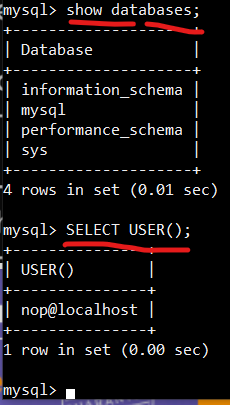 mysql> show databases;
+--------------------+
| Database           |
+--------------------+
| information_schema |
| mysql              |
| performance_schema |
| sys                |
+--------------------+
4 rows in set (0.01 sec)
mysql> SELECT USER();
+---------------+
| USER()        |
+---------------+
| nop@localhost |
+---------------+
1 row in set (0.00 sec)
mysql>